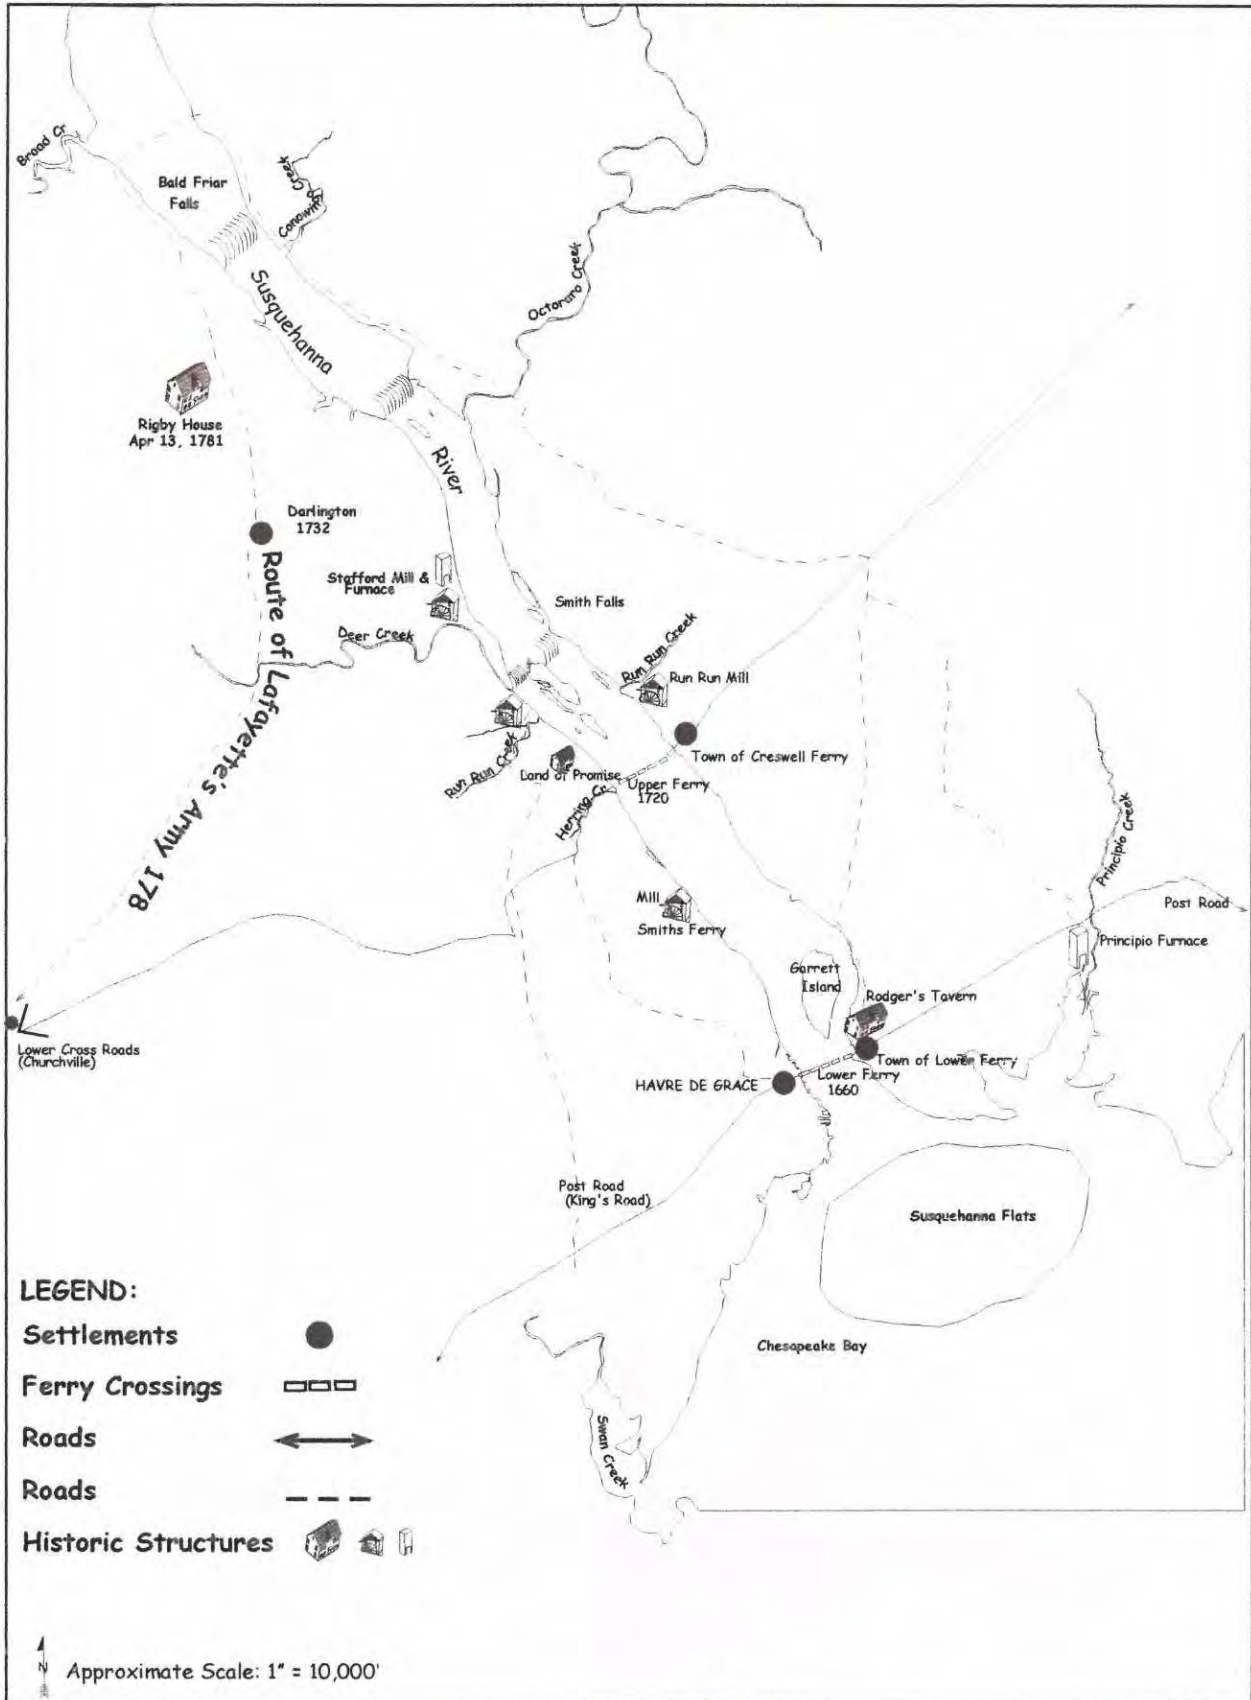 Broad Cr
Bald Friar
Falls
Conowingo Creek
Susquehanna
River
Octoraro Creek
Rigby House
Apr 13, 1781
Darlington
1732
Route of Lafayette's Army 178
Stafford Mill &
Furnace
Deer Creek
Smith Falls
Run Run Creek
Run Run Mill
Town of Creswell Ferry
Run Run Creek
Land of Promise
Upper Ferry
1720
Herring Cr
Principio Creek
Post Road
Principio Furnace
Mill
Smiths Ferry
Garrett
Island
Rodger's Tavern
Lower Cross Roads
(Churchville)
Town of Lower Ferry
HAVRE DE GRACE
Lower Ferry
1660
Post Road
(King's Road)
Susquehanna Flats
Chesapeake Bay
Swan Creek
LEGEND:
Settlements
Ferry Crossings
Roads
Roads
Historic Structures
N
Approximate Scale: 1" = 10,000'